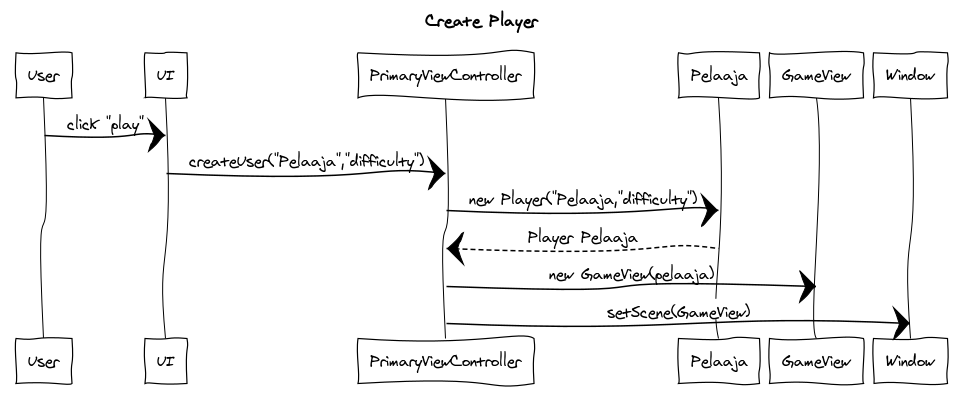 Create Player
User UI PrimaryViewController Pelaaja GameView Window
click "play"
createUser("Pelaaja","difficulty")
new Player("Pelaaja,"difficulty")
Player Pelaaja
new GameView(pelaaja)
setScene(GameView)
User UI PrimaryViewController Pelaaja GameView Window